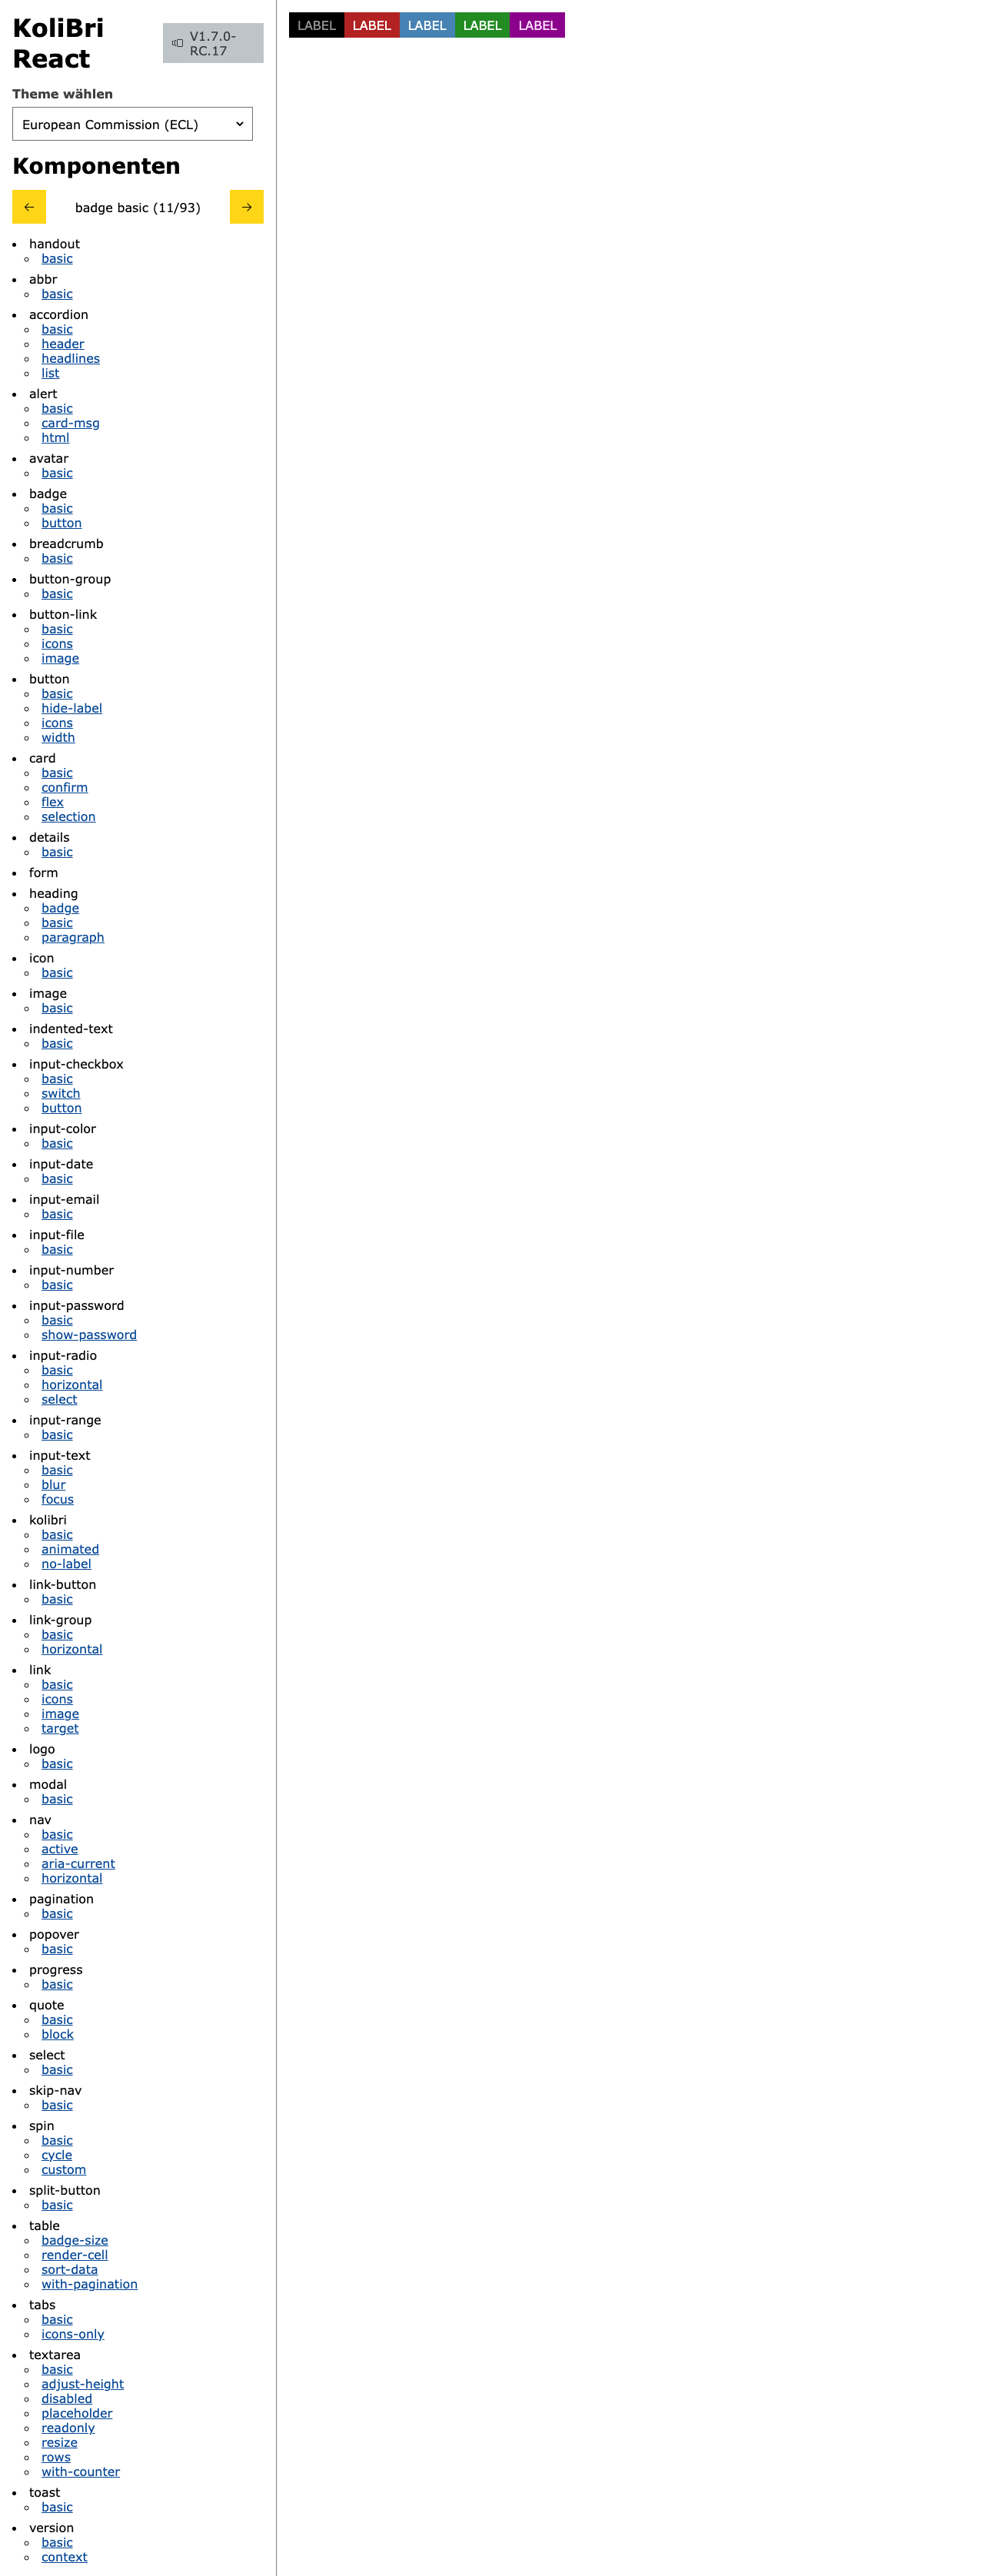 KoliBri
React
V1.7.0-
RC.17
Theme wählen
European Commission (ECL)
Komponenten
badge basic (11/93)
handout
basic
abbr
basic
accordion
basic
header
headlines
list
alert
basic
card-msg
html
avatar
basic
badge
basic
button
breadcrumb
basic
button-group
basic
button-link
basic
icons
image
button
basic
hide-label
icons
width
card
basic
confirm
flex
selection
details
basic
form
heading
badge
basic
paragraph
icon
basic
image
basic
indented-text
basic
input-checkbox
basic
switch
button
input-color
basic
input-date
basic
input-email
basic
input-file
basic
input-number
basic
input-password
basic
show-password
input-radio
basic
horizontal
select
input-range
basic
input-text
basic
blur
focus
kolibri
basic
animated
no-label
link-button
basic
link-group
basic
horizontal
link
basic
icons
image
target
logo
basic
modal
basic
nav
basic
active
aria-current
horizontal
pagination
basic
popover
basic
progress
basic
quote
basic
block
select
basic
skip-nav
basic
spin
basic
cycle
custom
split-button
basic
table
badge-size
render-cell
sort-data
with-pagination
tabs
basic
icons-only
textarea
basic
adjust-height
disabled
placeholder
readonly
resize
rows
with-counter
toast
basic
version
basic
context
LABEL LABEL LABEL LABEL LABEL